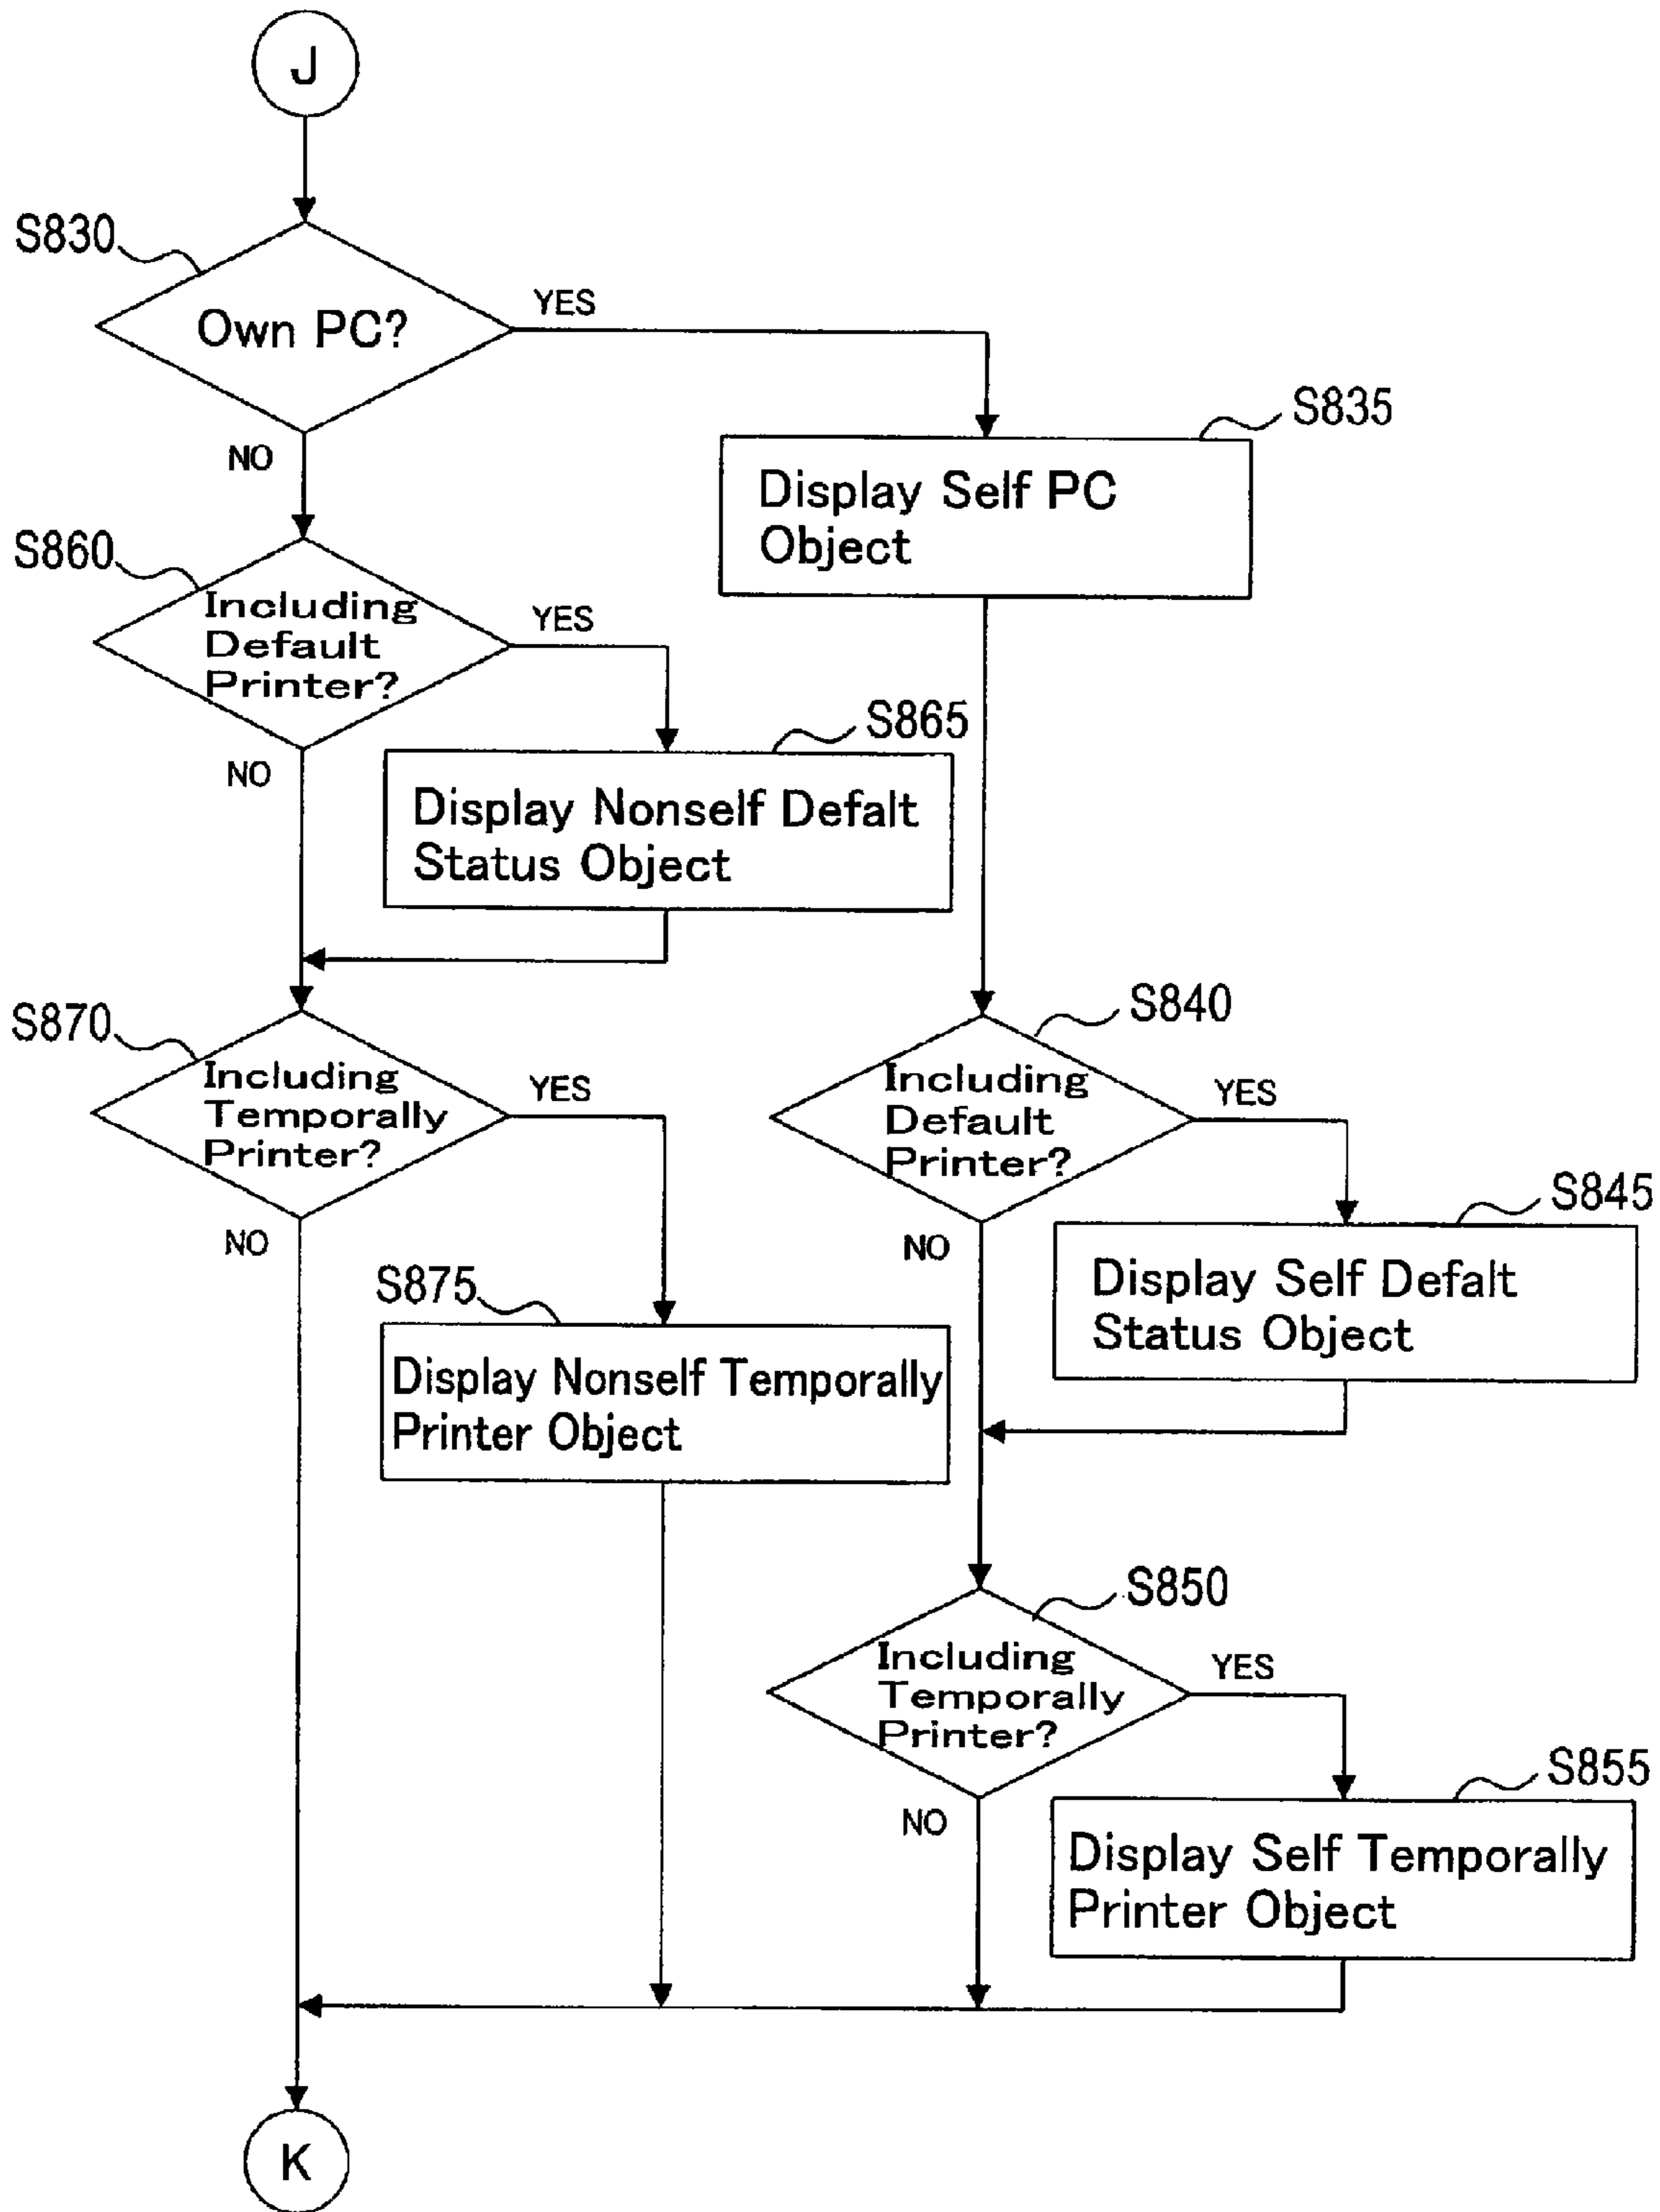 J
S830
Own PC?
YES
NO
S835
Display Self PC
Object
S860
Including
Default
Printer?
YES
NO
S865
Display Nonself Defalt
Status Object
S870
Including
Temporally
Printer?
YES
NO
S840
Including
Default
Printer?
YES
NO
S845
Display Self Defalt
Status Object
S875
Display Nonself Temporally
Printer Object
S850
Including
Temporally
Printer?
YES
NO
S855
Display Self Temporally
Printer Object
K